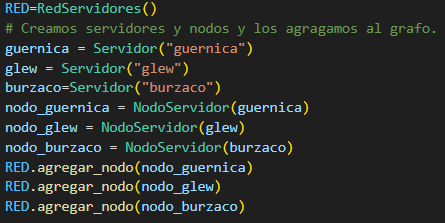 RED=RedServidores()
# Creamos servidores y nodos y los agragamos al grafo.
guernica = Servidor("guernica")
glew = Servidor("glew")
burzaco=Servidor("burzaco")
nodo_guernica = NodoServidor(guernica)
nodo_glew = NodoServidor(glew)
nodo_burzaco = NodoServidor(burzaco)
RED.agregar_nodo(nodo_guernica)
RED.agregar_nodo(nodo_glew)
RED.agregar_nodo(nodo_burzaco)